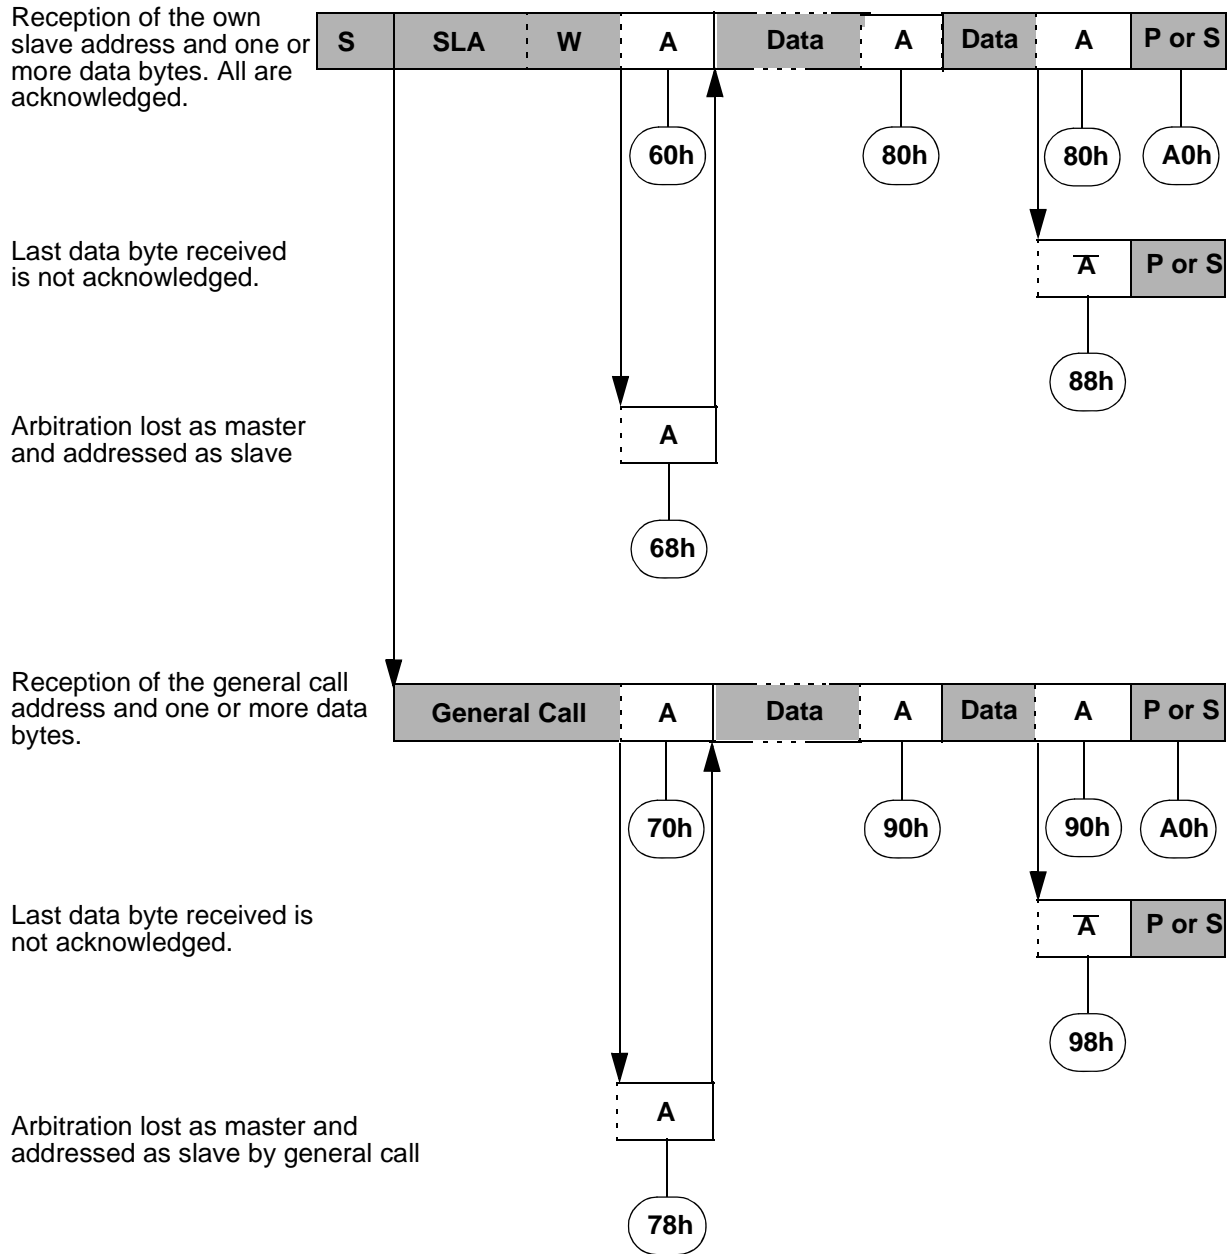 Reception of the own
slave address and one or
more data bytes. All are
acknowledged.
S SLA W A Data A Data A P or S
60h 80h 80h A0h
Last data byte received
is not acknowledged.
A̅ P or S
88h
Arbitration lost as master
and addressed as slave
A
68h
Reception of the general call
address and one or more data
bytes.
General Call A Data A Data A P or S
70h 90h 90h A0h
Last data byte received is
not acknowledged.
A̅ P or S
98h
Arbitration lost as master and
addressed as slave by general call
A
78h